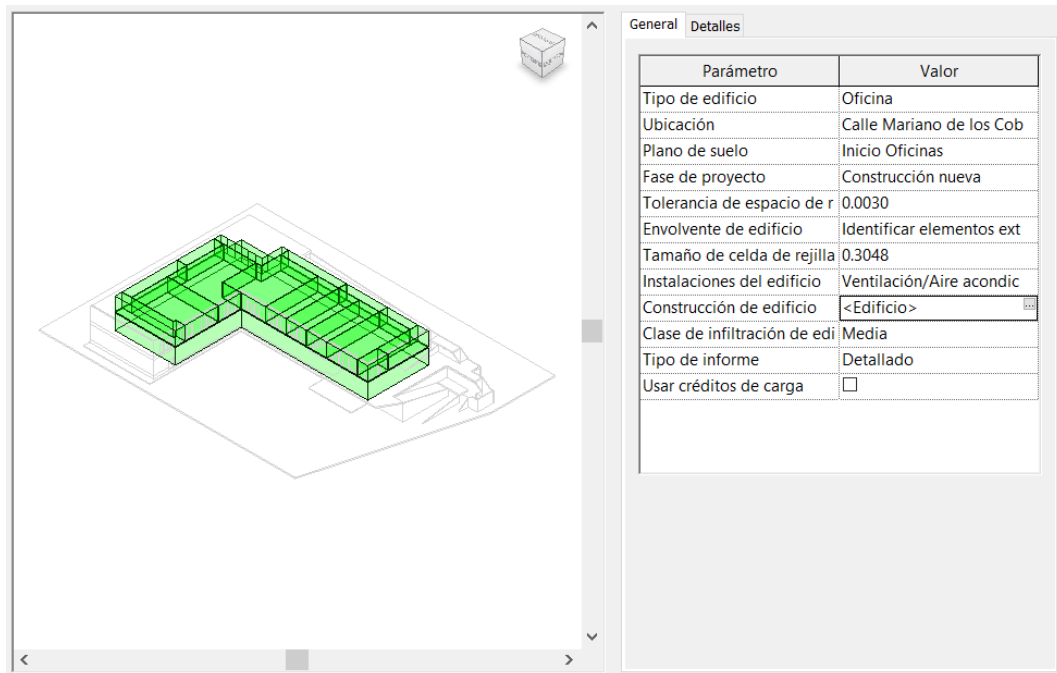 General Detalles
Parámetro Valor
Tipo de edificio Oficina
Ubicación Calle Mariano de los Cob
Plano de suelo Inicio Oficinas
Fase de proyecto Construcción nueva
Tolerancia de espacio de r 0.0030
Envolvente de edificio Identificar elementos ext
Tamaño de celda de rejilla 0.3048
Instalaciones del edificio Ventilación/Aire acondic
Construcción de edificio <Edificio> ...
Clase de infiltración de edi Media
Tipo de informe Detallado
Usar créditos de carga